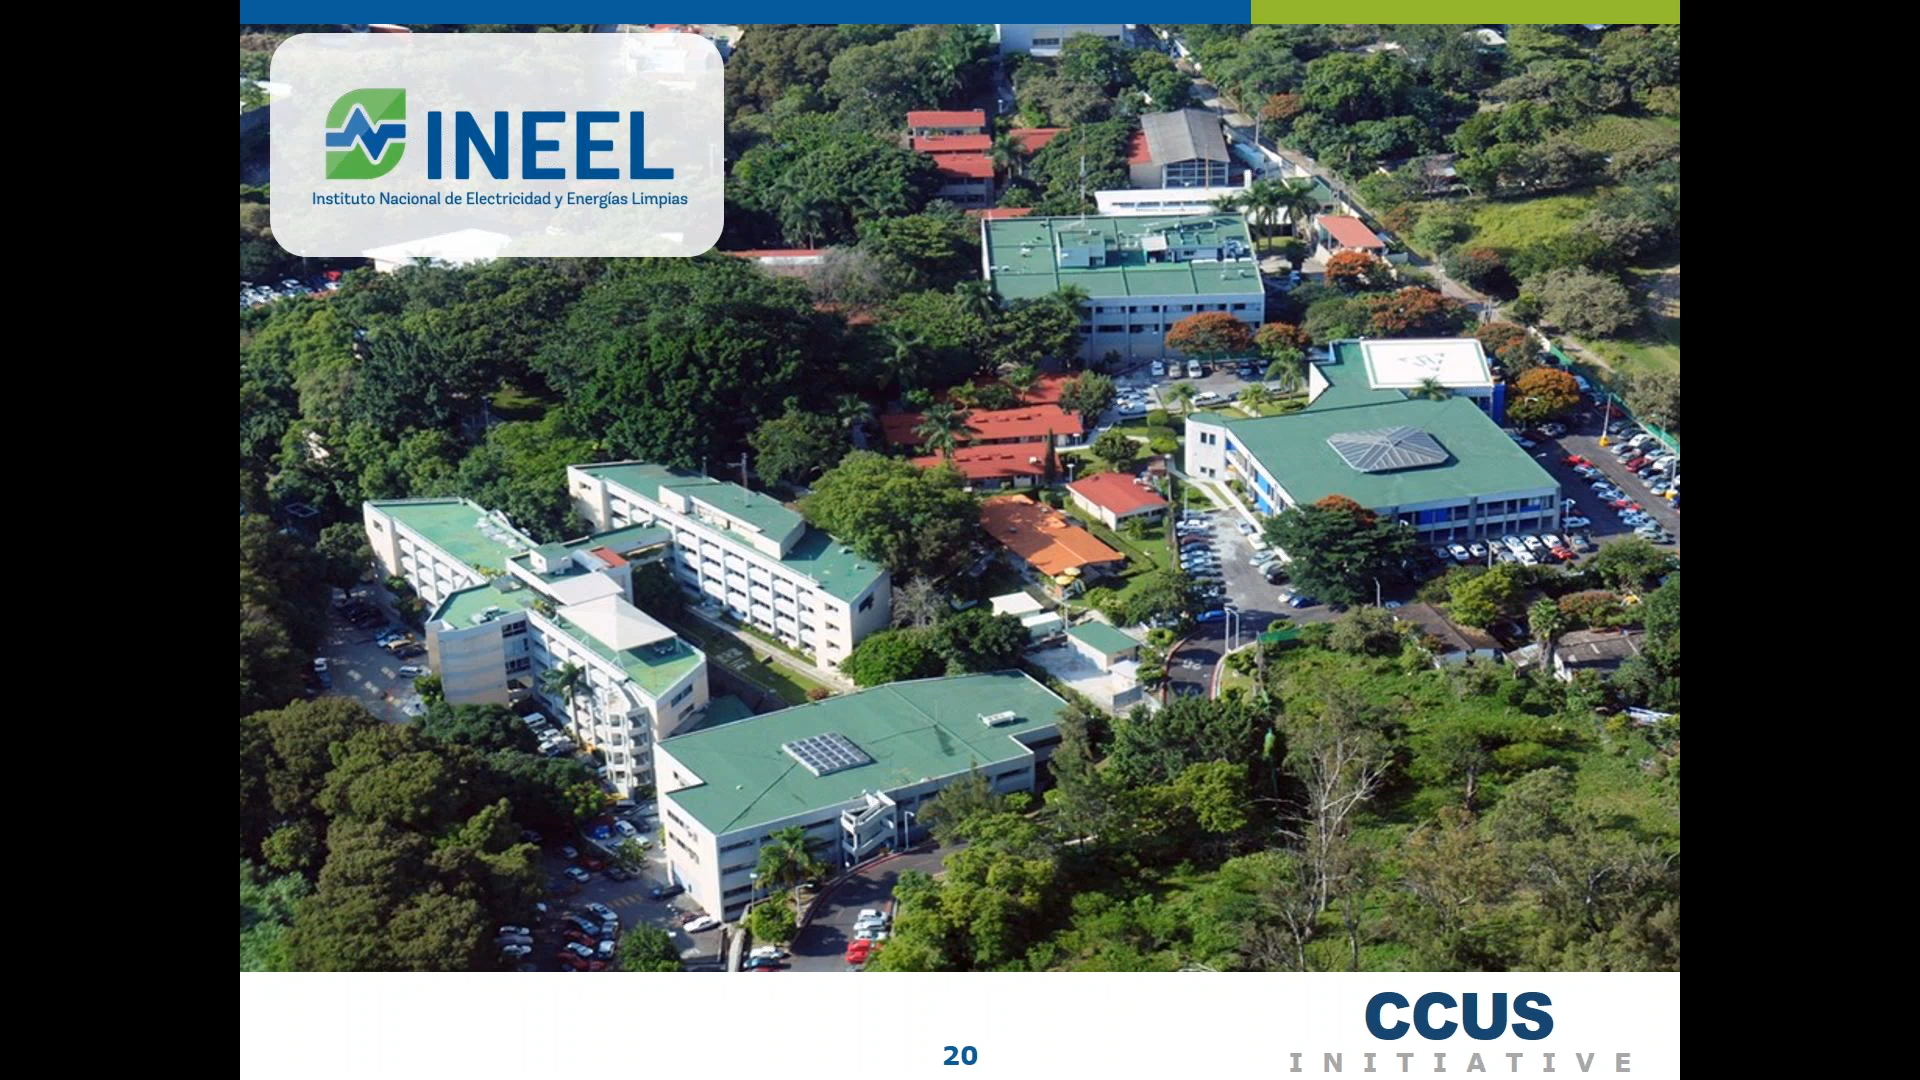 INEEL
Instituto Nacional de Electricidad y Energías Limpias
20
CCUS
INITIATIVE